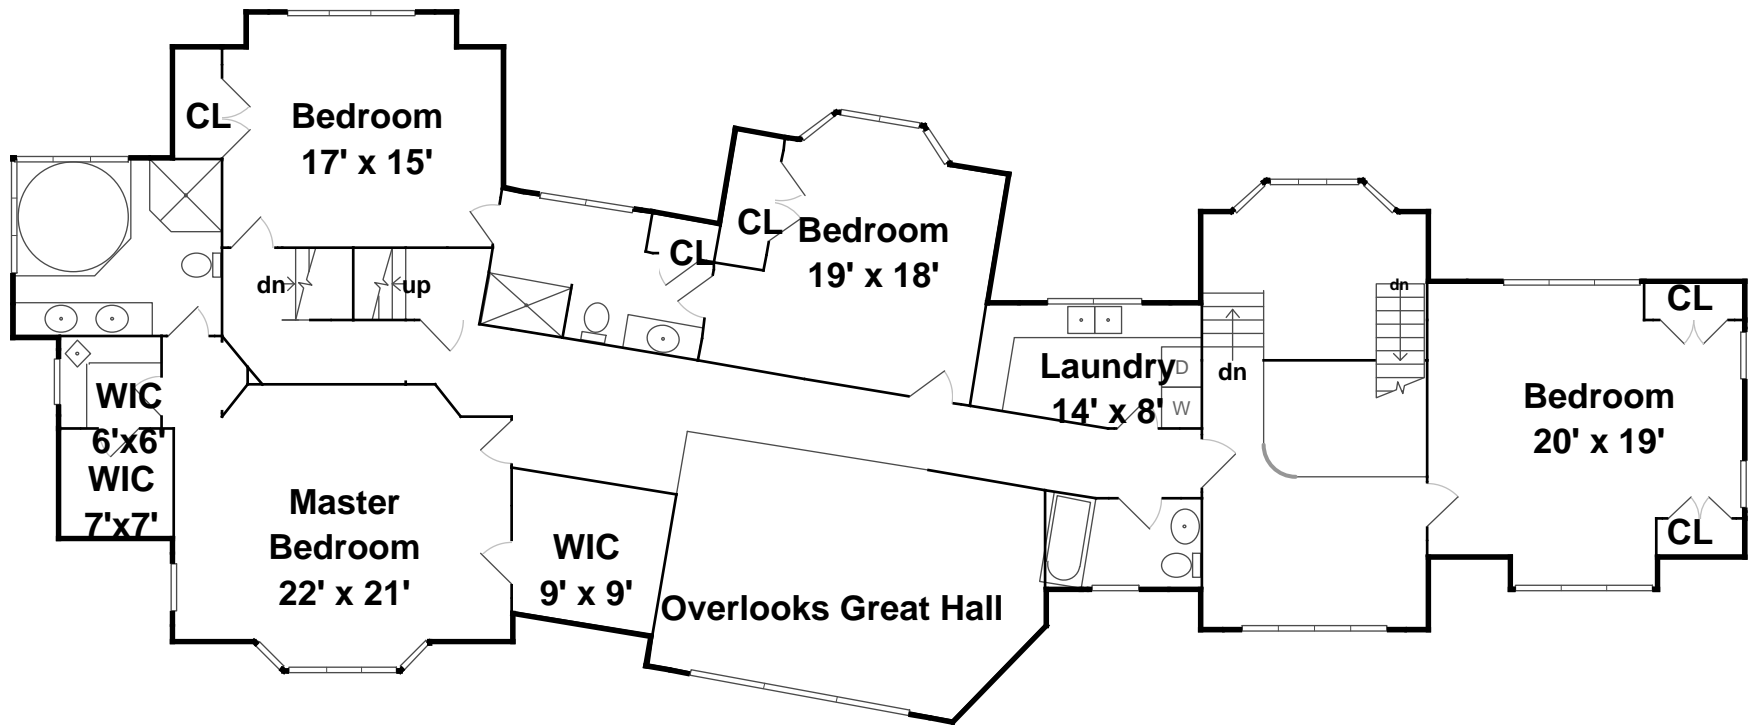 CL
Bedroom
17' x 15'
dn
up
CL
CL
Bedroom
19' x 18'
Laundry
14' x 8'
D
W
dn
dn
CL
Bedroom
20' x 19'
CL
WIC
6'x6'
WIC
7'x7'
Master
Bedroom
22' x 21'
WIC
9' x 9'
Overlooks Great Hall